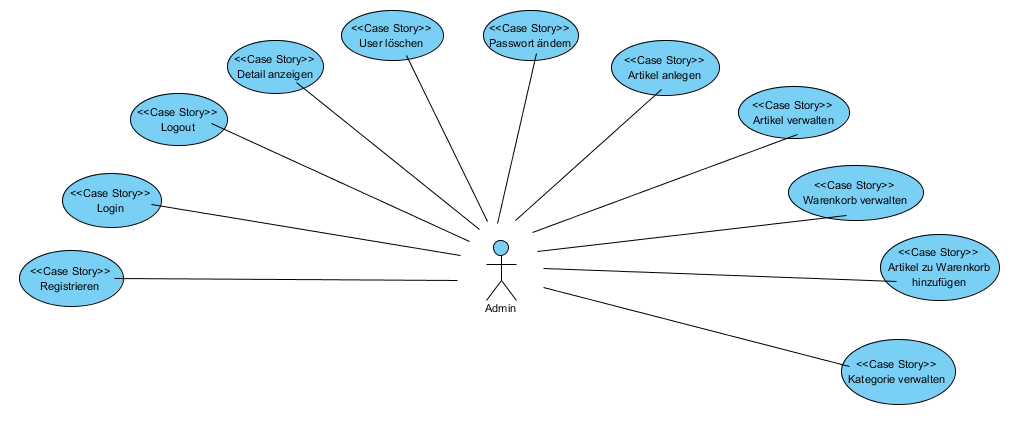 <<Case Story>>
User löschen
<<Case Story>>
Passwort ändern
<<Case Story>>
Detail anzeigen
<<Case Story>>
Artikel anlegen
<<Case Story>>
Logout
<<Case Story>>
Artikel verwalten
<<Case Story>>
Login
<<Case Story>>
Warenkorb verwalten
<<Case Story>>
Registrieren
<<Case Story>>
Artikel zu Warenkorb
hinzufügen
Admin
<<Case Story>>
Kategorie verwalten